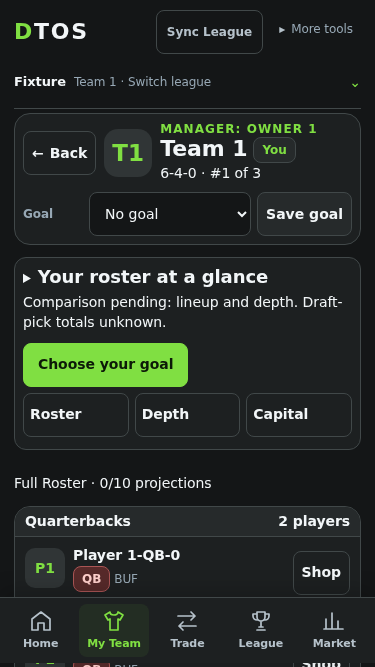 DTOS
Sync League
▸ More tools
Fixture Team 1 · Switch league
MANAGER: OWNER 1
← Back
T1
Team 1 You
6-4-0 · #1 of 3
Goal
No goal
Save goal
▸ Your roster at a glance
Comparison pending: lineup and depth. Draft-
pick totals unknown.
Choose your goal
Roster
Depth
Capital
Full Roster · 0/10 projections
Quarterbacks 2 players
P1
Player 1-QB-0
QB BUF
Shop
Home
My Team
Trade
League
Market